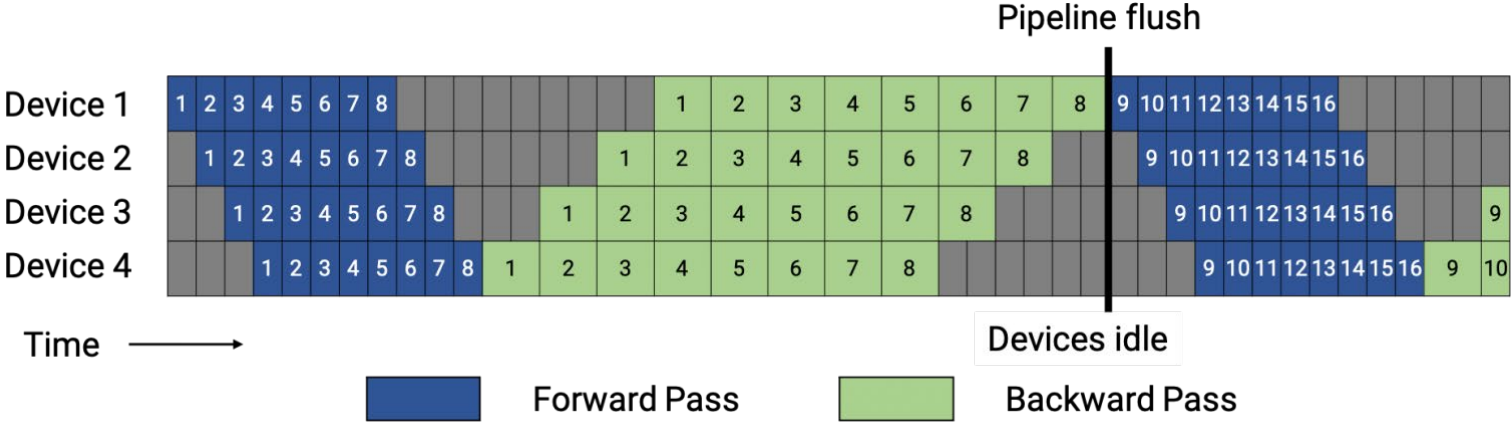 Pipeline flush
Device 1 1 2 3 4 5 6 7 8 1 2 3 4 5 6 7 8 9 10 11 12 13 14 15 16
Device 2 1 2 3 4 5 6 7 8 1 2 3 4 5 6 7 8 9 10 11 12 13 14 15 16
Device 3 1 2 3 4 5 6 7 8 1 2 3 4 5 6 7 8 9 10 11 12 13 14 15 16 9
Device 4 1 2 3 4 5 6 7 8 1 2 3 4 5 6 7 8 9 10 11 12 13 14 15 16 9 10
Time
Devices idle
Forward Pass Backward Pass